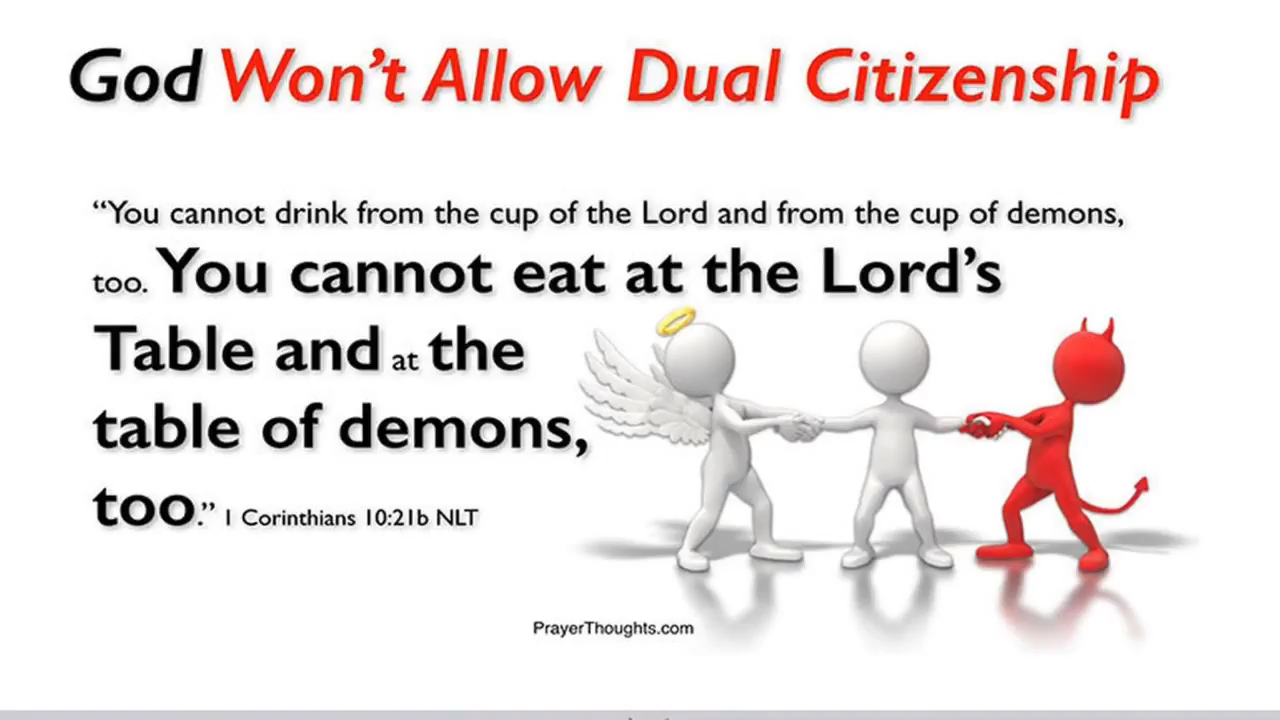 God Won't Allow Dual Citizenship
“You cannot drink from the cup of the Lord and from the cup of demons,
too. You cannot eat at the Lord’s
Table and at the
table of demons,
too.” 1 Corinthians 10:21b NLT
PrayerThoughts.com